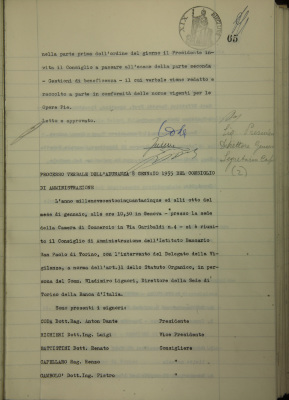 65
nella parte prima dell'ordine del giorno il Presidente in-
vita il Consiglio a passare all'esame della parte seconda
- Gestioni di beneficenza - il cui verbale viene redatto e
raccolto a parte in conformità delle norme vigenti per le
Opere Pie.
Letto e approvato.
PROCESSO VERBALE DELL'ADUNANZA 8 GENNAIO 1955 DEL CONSIGLIO
DI AMMINISTRAZIONE
L'anno millenovecentocinquantacinque ed alli otto del
mese di gennaio, alle ore 10,30 in Genova - presso la sede
della Camera di Commercio in Via Garibaldi n.4 - si è riuni-
to il Consiglio di amministrazione dell'Istituto Bancario
San Paolo di Torino, con l'intervento del Delegato della Vi-
gilanza, a norma dell'art.31 dello Statuto Organico, in per-
sona del Comm. Vladimiro Liguori, Direttore della Sede di
Torino della Banca d'Italia.
Sono presenti i signori:
Dott.Rag. Anton Dante Presidente
RICHIERI Dott.Ing. Luigi Vice Presidente
BATTISTINI Dott. Renato Consigliere
CAPELLARO Rag. Renzo "
Dott.Ing. Pietro "